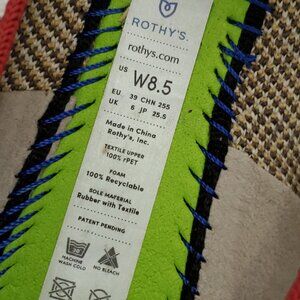 ROTHY'S.
rothys.com
US W8.5
EU 39 CHN 255
UK 6 JP 25.5
Made in China
Rothy's, Inc.
TEXTILE UPPER
100% rPET
FOAM
100% Recyclable
SOLE MATERIAL
Rubber with Textile
PATENT PENDING
MACHINE
WASH COLD
NO
BLEACH